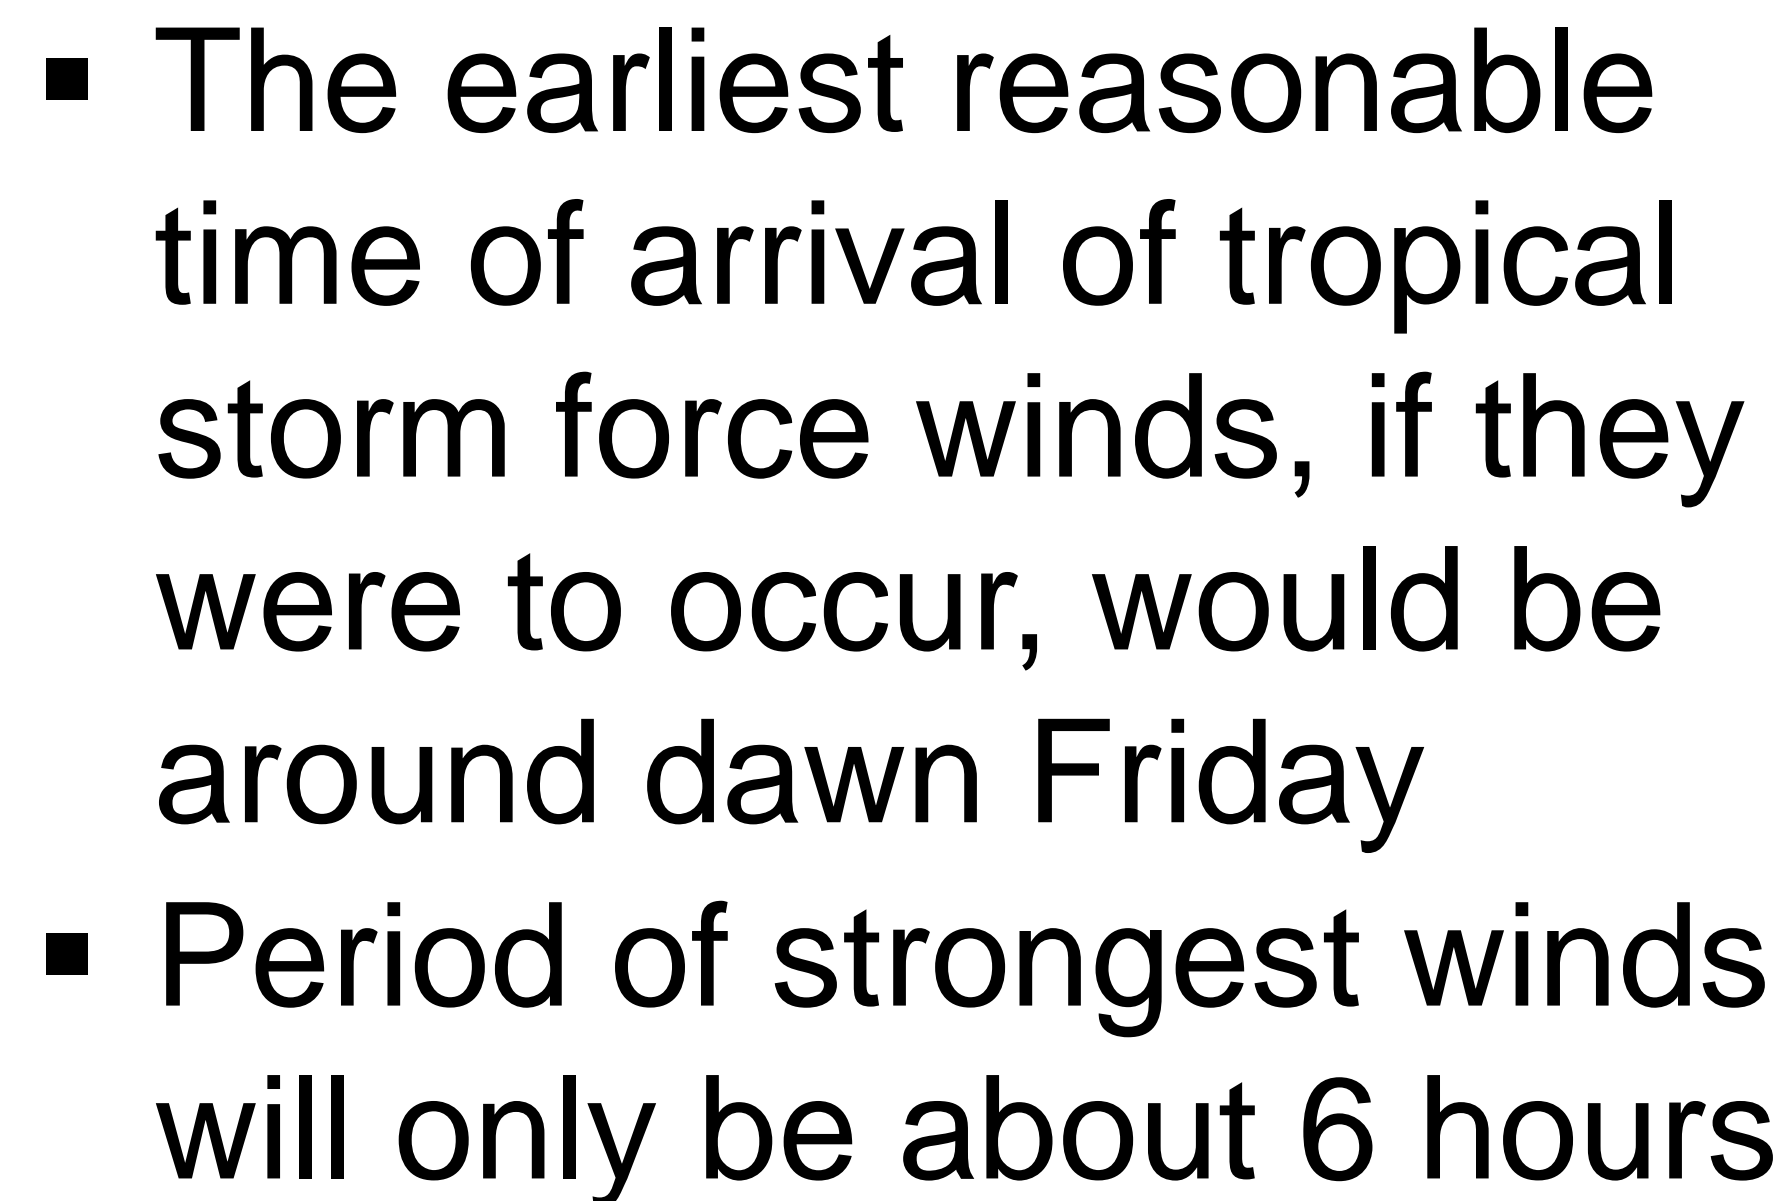 ▪ The earliest reasonable
time of arrival of tropical
storm force winds, if they
were to occur, would be
around dawn Friday
▪ Period of strongest winds
will only be about 6 hours